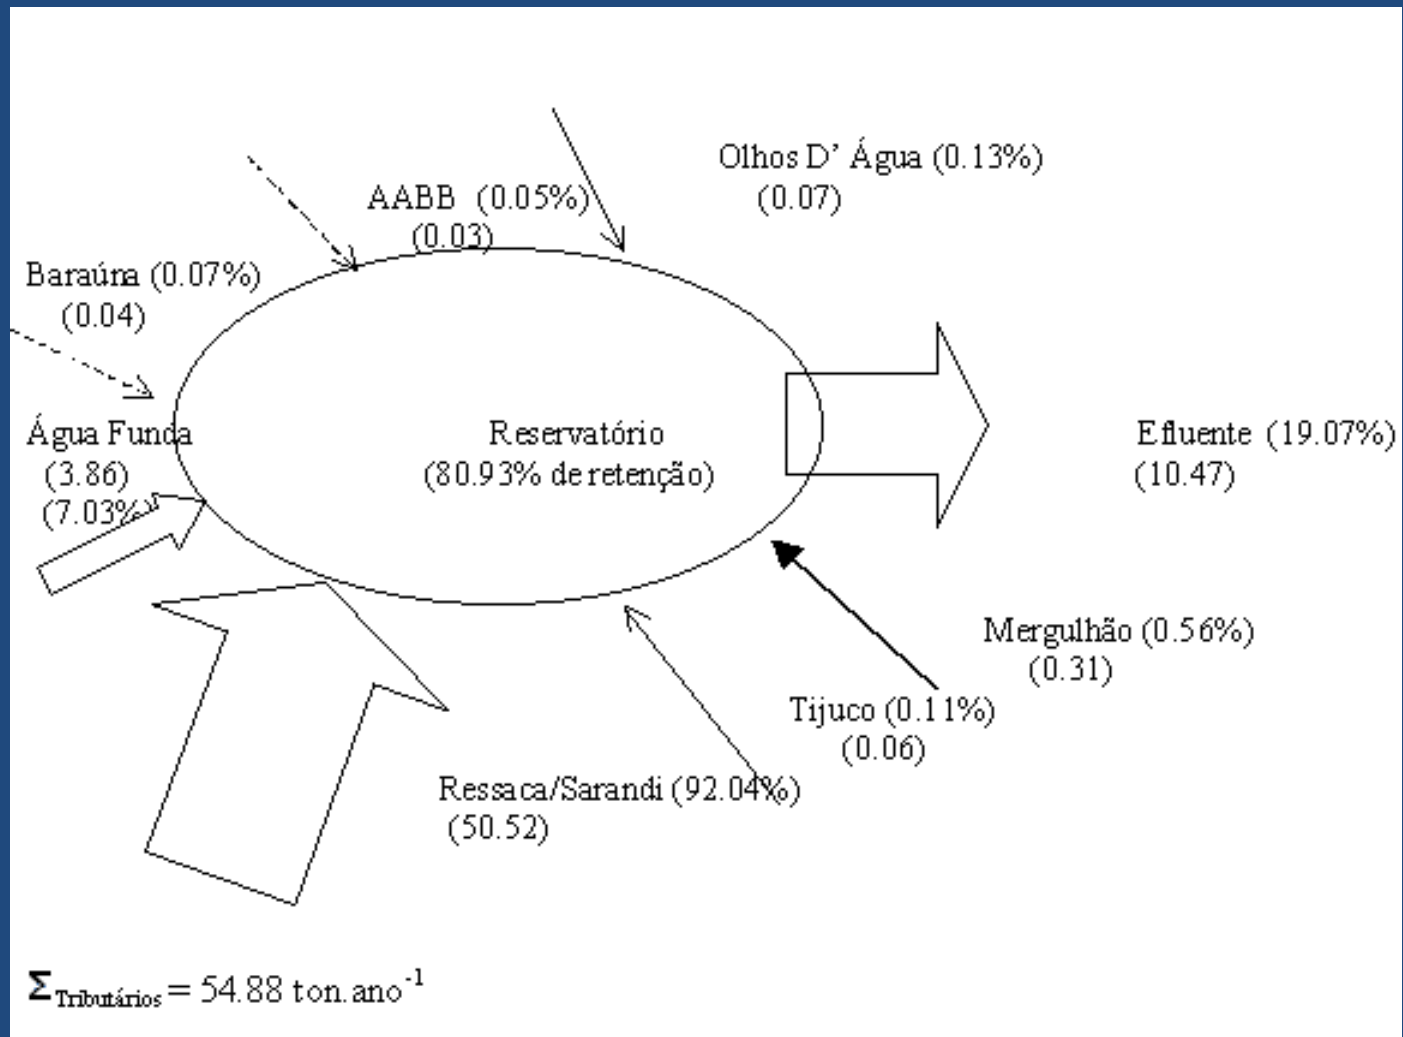 Olhos D’ Água (0.13%)
(0.07)
AABB (0.05%)
(0.03)
Baraúna (0.07%)
(0.04)
Água Funda
(3.86)
(7.03%)
Reservatório
(80.93% de retenção)
Efluente (19.07%)
(10.47)
Mergulhão (0.56%)
(0.31)
Tijuco (0.11%)
(0.06)
Ressaca/Sarandi (92.04%)
(50.52)
Σ Tributários = 54.88 ton.ano⁻¹